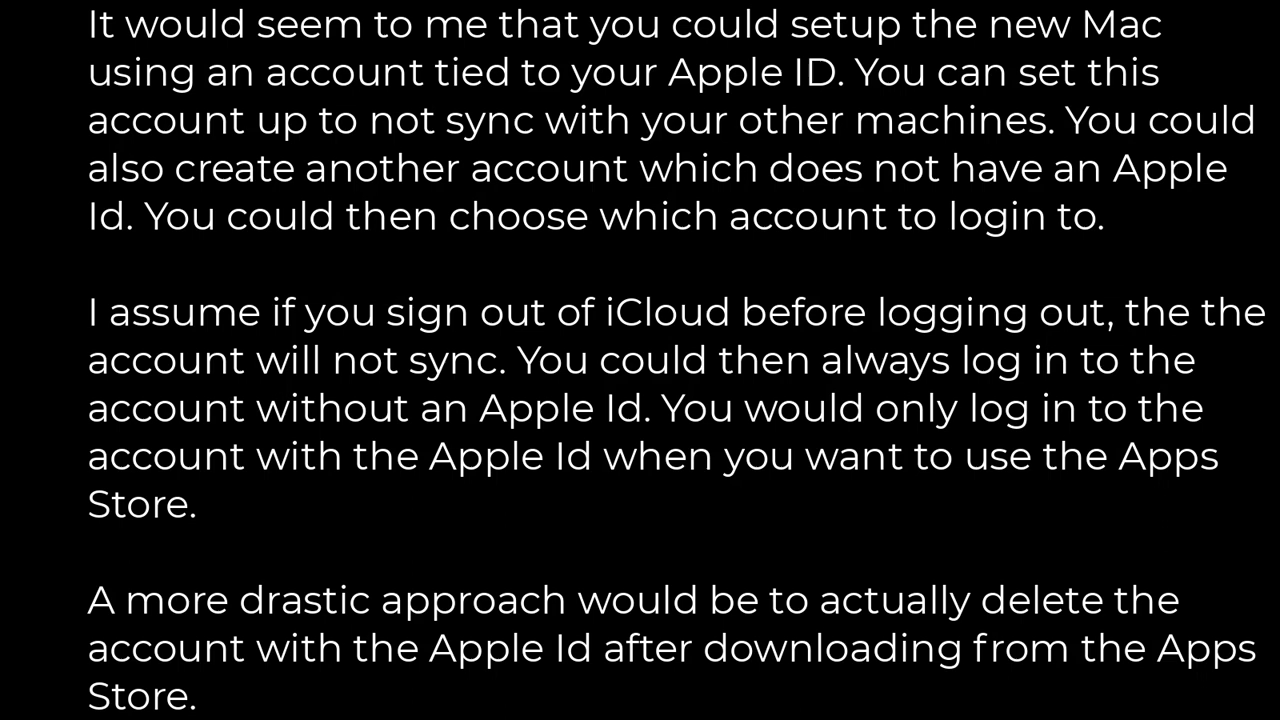 It would seem to me that you could setup the new Mac
using an account tied to your Apple ID. You can set this
account up to not sync with your other machines. You could
also create another account which does not have an Apple
Id. You could then choose which account to login to.

I assume if you sign out of iCloud before logging out, the the
account will not sync. You could then always log in to the
account without an Apple Id. You would only log in to the
account with the Apple Id when you want to use the Apps
Store.

A more drastic approach would be to actually delete the
account with the Apple Id after downloading from the Apps
Store.